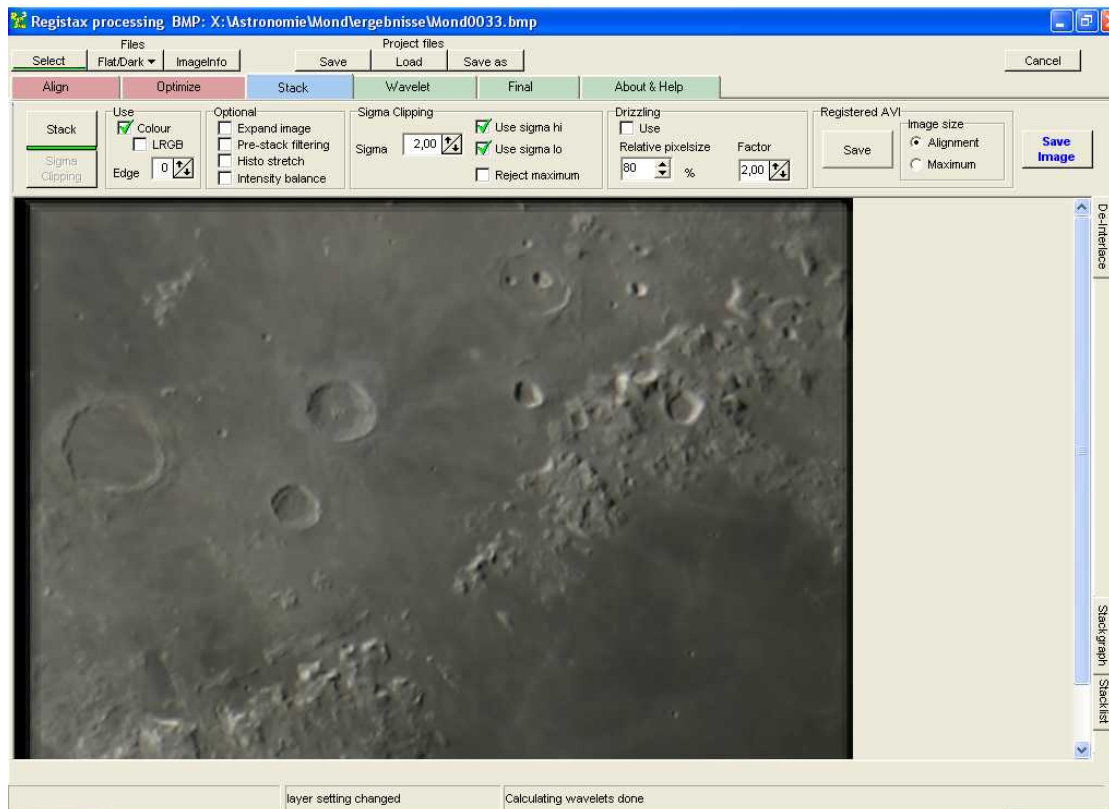 Registax processing BMP: X:\Astronomie\Mond\ergebnisse\Mond0033.bmp
Files
Project files
Select Flat/Dark ImageInfo Save Load Save as Cancel
Align Optimize Stack Wavelet Final About & Help
Use Optional Sigma Clipping Drizzling Registered AVI
Stack
Sigma Clipping
Colour
LRGB
Edge 0
Expand image
Pre-stack filtering
Histo stretch
Intensity balance
Sigma 2,00
Use sigma hi
Use sigma lo
Reject maximum
Use
Relative pixelsize Factor
80 % 2,00
Save
Image size
Alignment
Maximum
Save Image
De-Interlace
Stackgraph
Stacklist
layer setting changed Calculating wavelets done